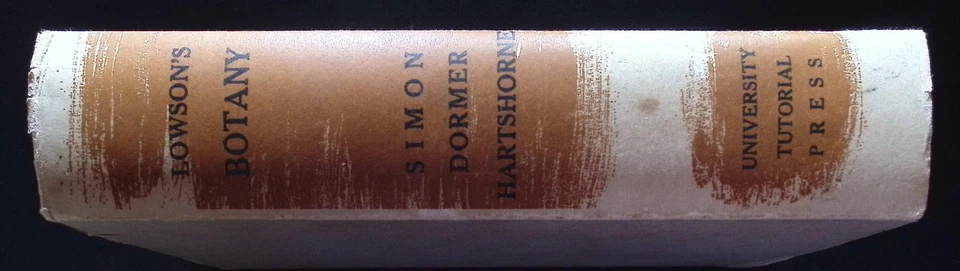 LOWSON'S
BOTANY
SIMON
DORMER
HARTSHORNE
UNIVERSITY
TUTORIAL
PRESS